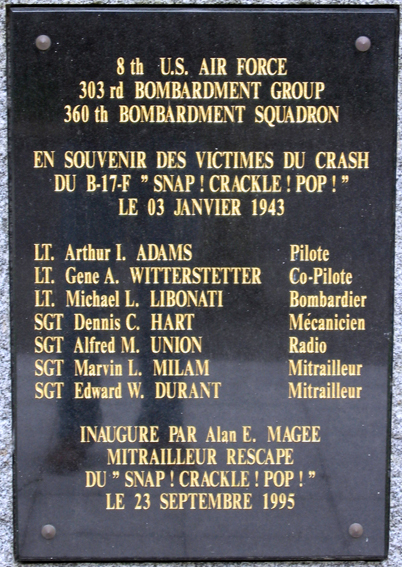 8 th U.S. AIR FORCE
303 rd BOMBARDMENT GROUP
360 th BOMBARDMENT SQUADRON
EN SOUVENIR DES VICTIMES DU CRASH
DU B-17-F " SNAP ! CRACKLE ! POP ! "
LE 03 JANVIER 1943
LT. Arthur I. ADAMS Pilote
LT. Gene A. WITTERSTETTER Co-Pilote
LT. Michael L. LIBONATI Bombardier
SGT Dennis C. HART Mécanicien
SGT Alfred M. UNION Radio
SGT Marvin L. MILAM Mitrailleur
SGT Edward W. DURANT Mitrailleur
INAUGURE PAR Alan E. MAGEE
MITRAILLEUR RESCAPE
DU " SNAP ! CRACKLE ! POP ! "
LE 23 SEPTEMBRE 1995